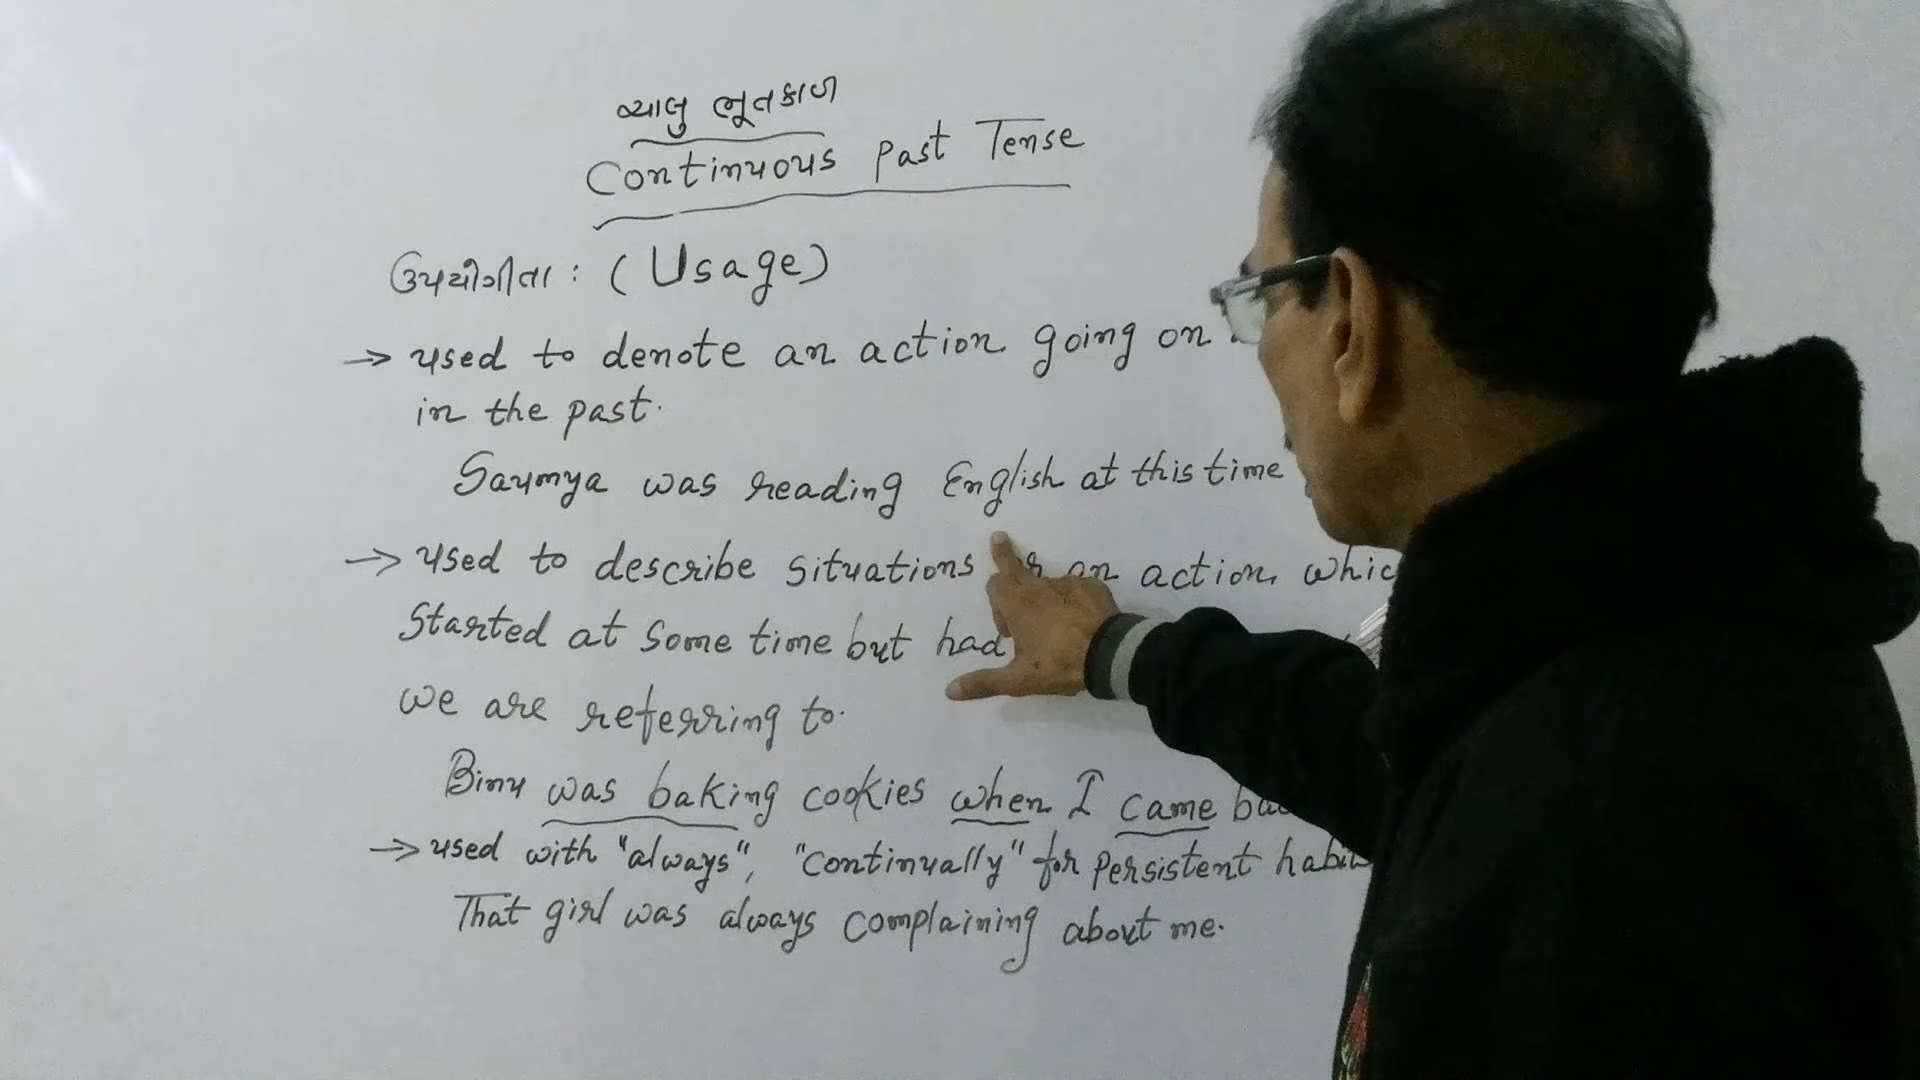 ચાલુ ભૂતકાળ
Continuous Past Tense
ઉપયોગીતા : (Usage)
→ used to denote an action going on
in the past.
Saumya was reading English at this time
→ used to describe situations or an action
Started at some time but had
we are referring to.
Binu was baking cookies when I came
→ used with "always", "continually" for persistent
That girl was always complaining about me.